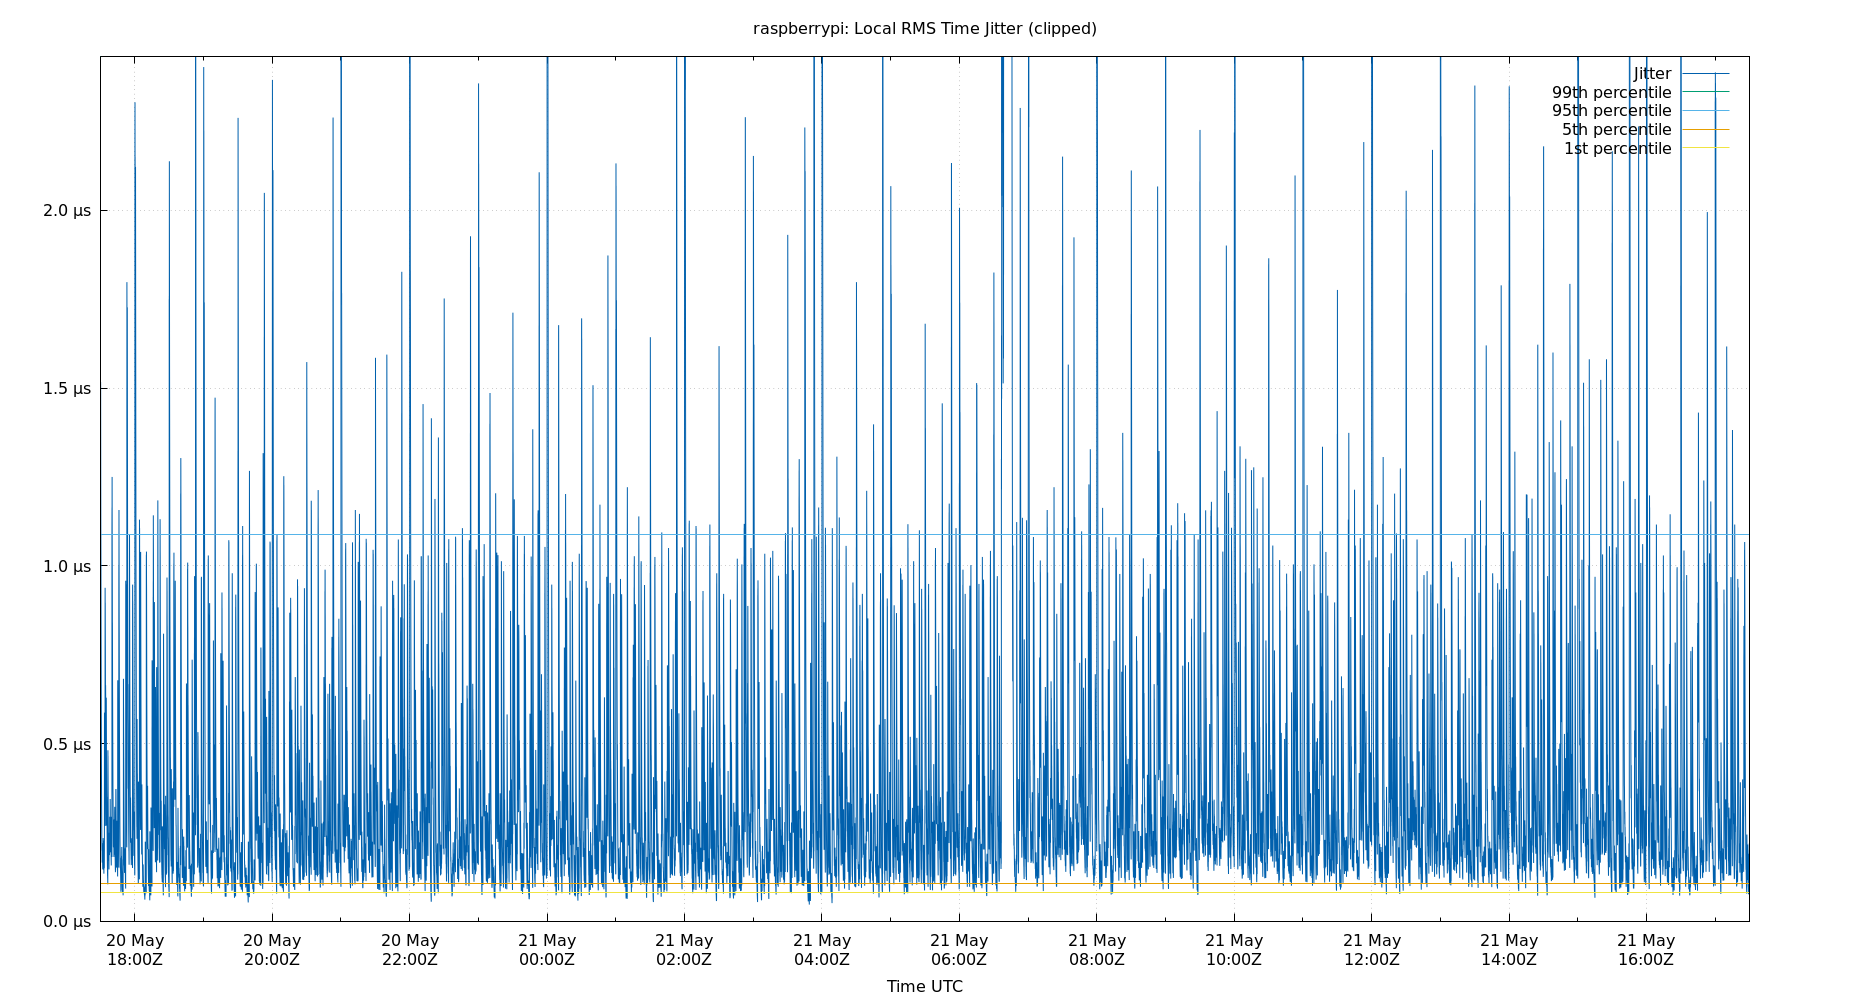 raspberrypi: Local RMS Time Jitter (clipped)
Jitter
99th percentile
95th percentile
5th percentile
1st percentile
2.0 µs
1.5 µs
1.0 µs
0.5 µs
0.0 µs
20 May 20 May 20 May 21 May 21 May 21 May 21 May 21 May 21 May 21 May 21 May 21 May
18:00Z 20:00Z 22:00Z 00:00Z 02:00Z 04:00Z 06:00Z 08:00Z 10:00Z 12:00Z 14:00Z 16:00Z
Time UTC